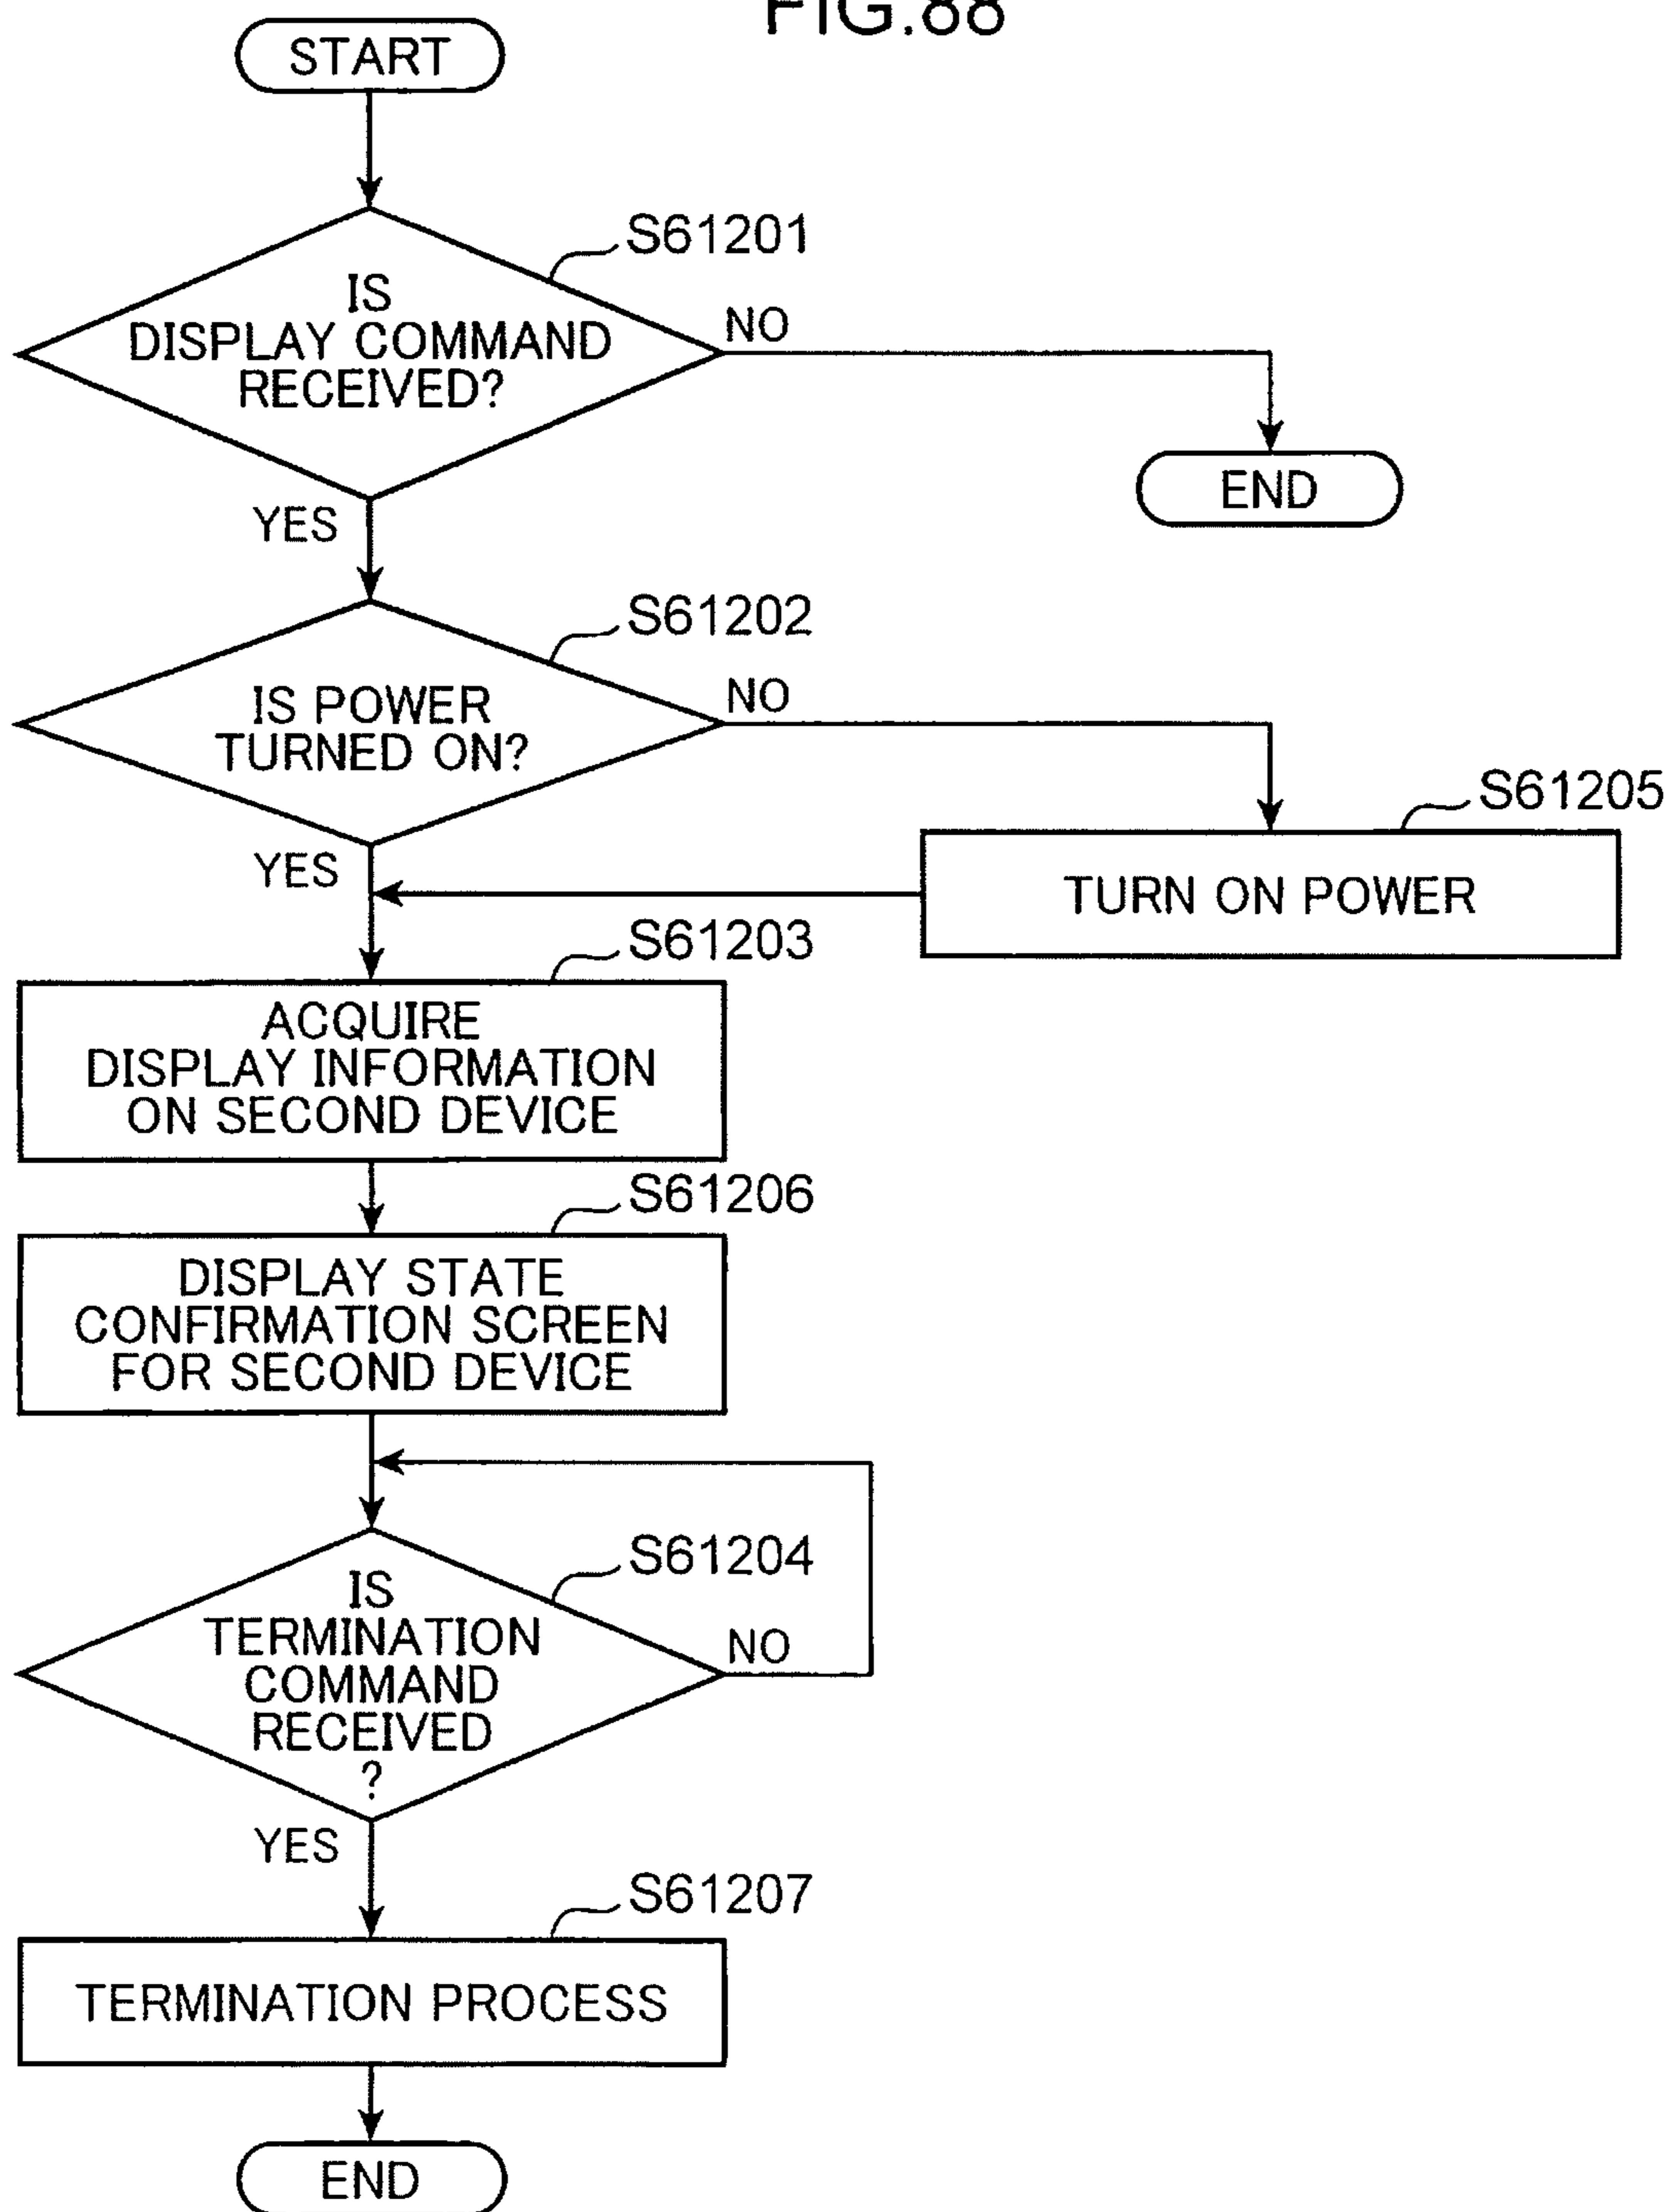 FIG.88
START
S61201
IS
DISPLAY COMMAND
RECEIVED?
NO
END
YES
S61202
IS POWER
TURNED ON?
NO
S61205
TURN ON POWER
YES
S61203
ACQUIRE
DISPLAY INFORMATION
ON SECOND DEVICE
S61206
DISPLAY STATE
CONFIRMATION SCREEN
FOR SECOND DEVICE
S61204
IS
TERMINATION
COMMAND
RECEIVED
?
NO
YES
S61207
TERMINATION PROCESS
END